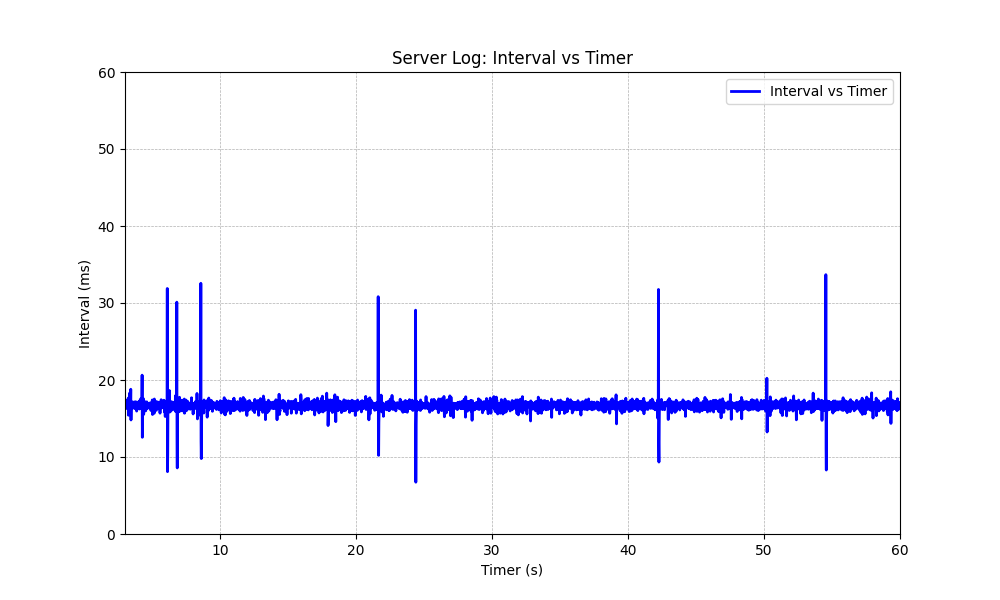 Server Log: Interval vs Timer
Interval vs Timer
60
50
40
30
20
10
0
Interval (ms)
10 20 30 40 50 60
Timer (s)